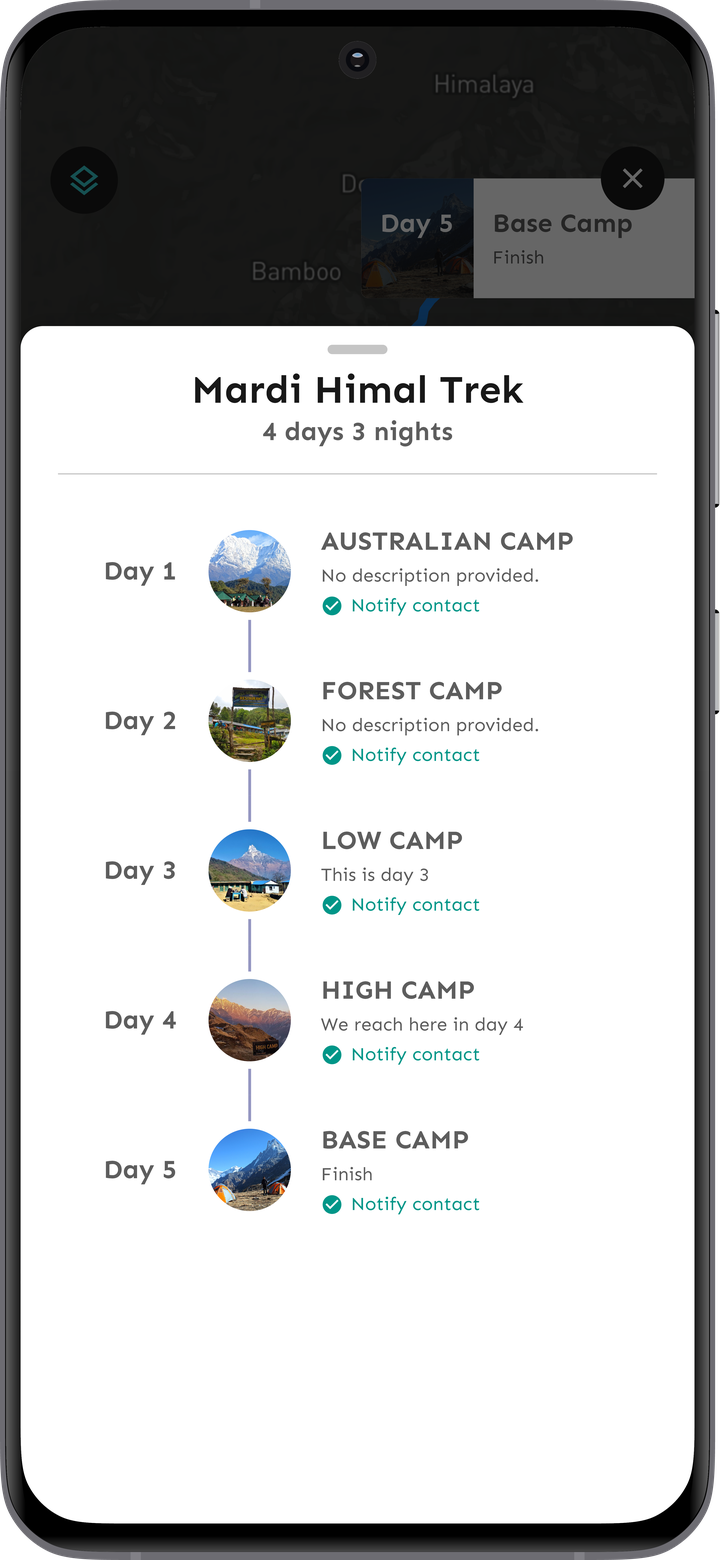 Himalaya
Day 5
Base Camp
Finish
Bamboo
Mardi Himal Trek
4 days 3 nights
Day 1
AUSTRALIAN CAMP
No description provided.
Notify contact
Day 2
FOREST CAMP
No description provided.
Notify contact
Day 3
LOW CAMP
This is day 3
Notify contact
Day 4
HIGH CAMP
We reach here in day 4
Notify contact
Day 5
BASE CAMP
Finish
Notify contact